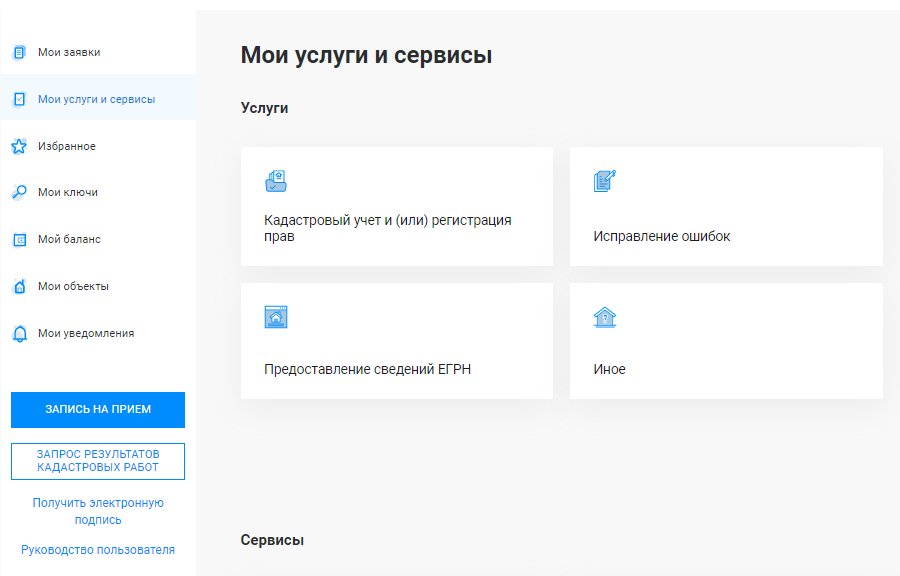 Мои заявки
Мои услуги и сервисы
Избранное
Мои ключи
Мой баланс
Мои объекты
Мои уведомления
ЗАПИСЬ НА ПРИЕМ
ЗАПРОС РЕЗУЛЬТАТОВ
КАДАСТРОВЫХ РАБОТ
Получить электронную
подпись
Руководство пользователя
Мои услуги и сервисы
Услуги
Кадастровый учет и (или) регистрация
прав
Исправление ошибок
Предоставление сведений ЕГРН
Иное
Сервисы